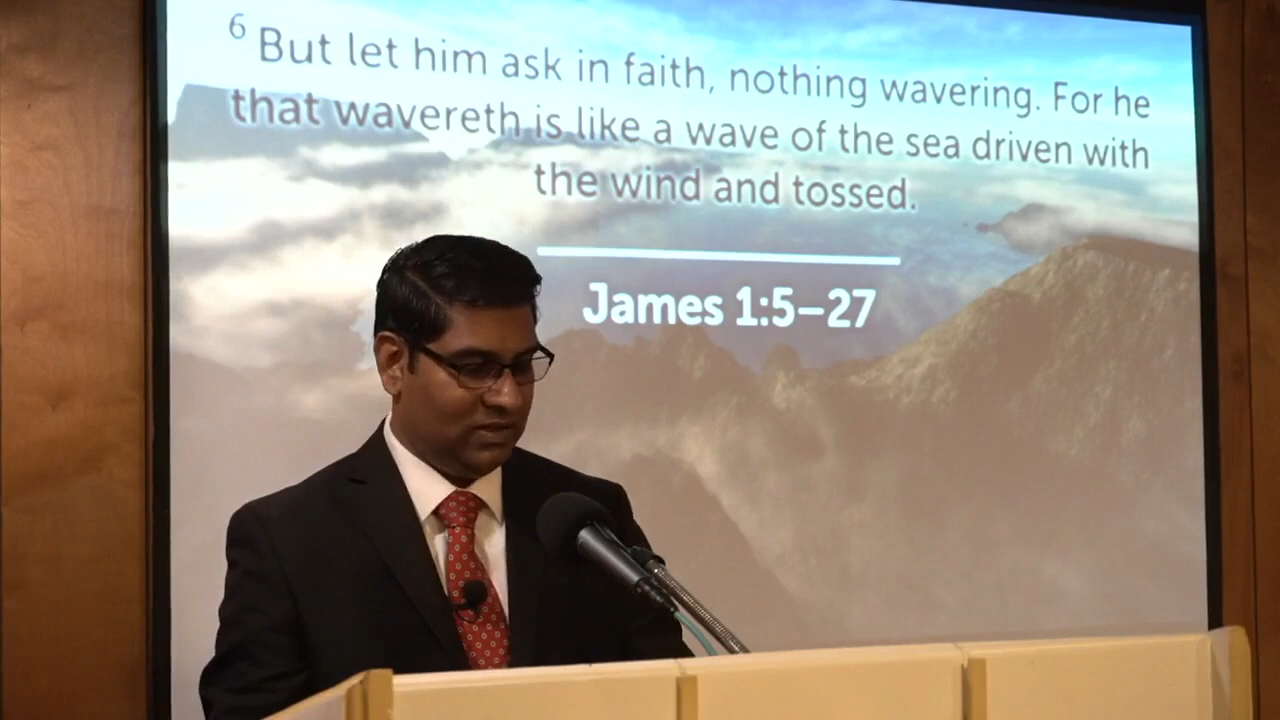 6 But let him ask in faith, nothing wavering. For he
that wavereth is like a wave of the sea driven with
the wind and tossed.
James 1:5–27